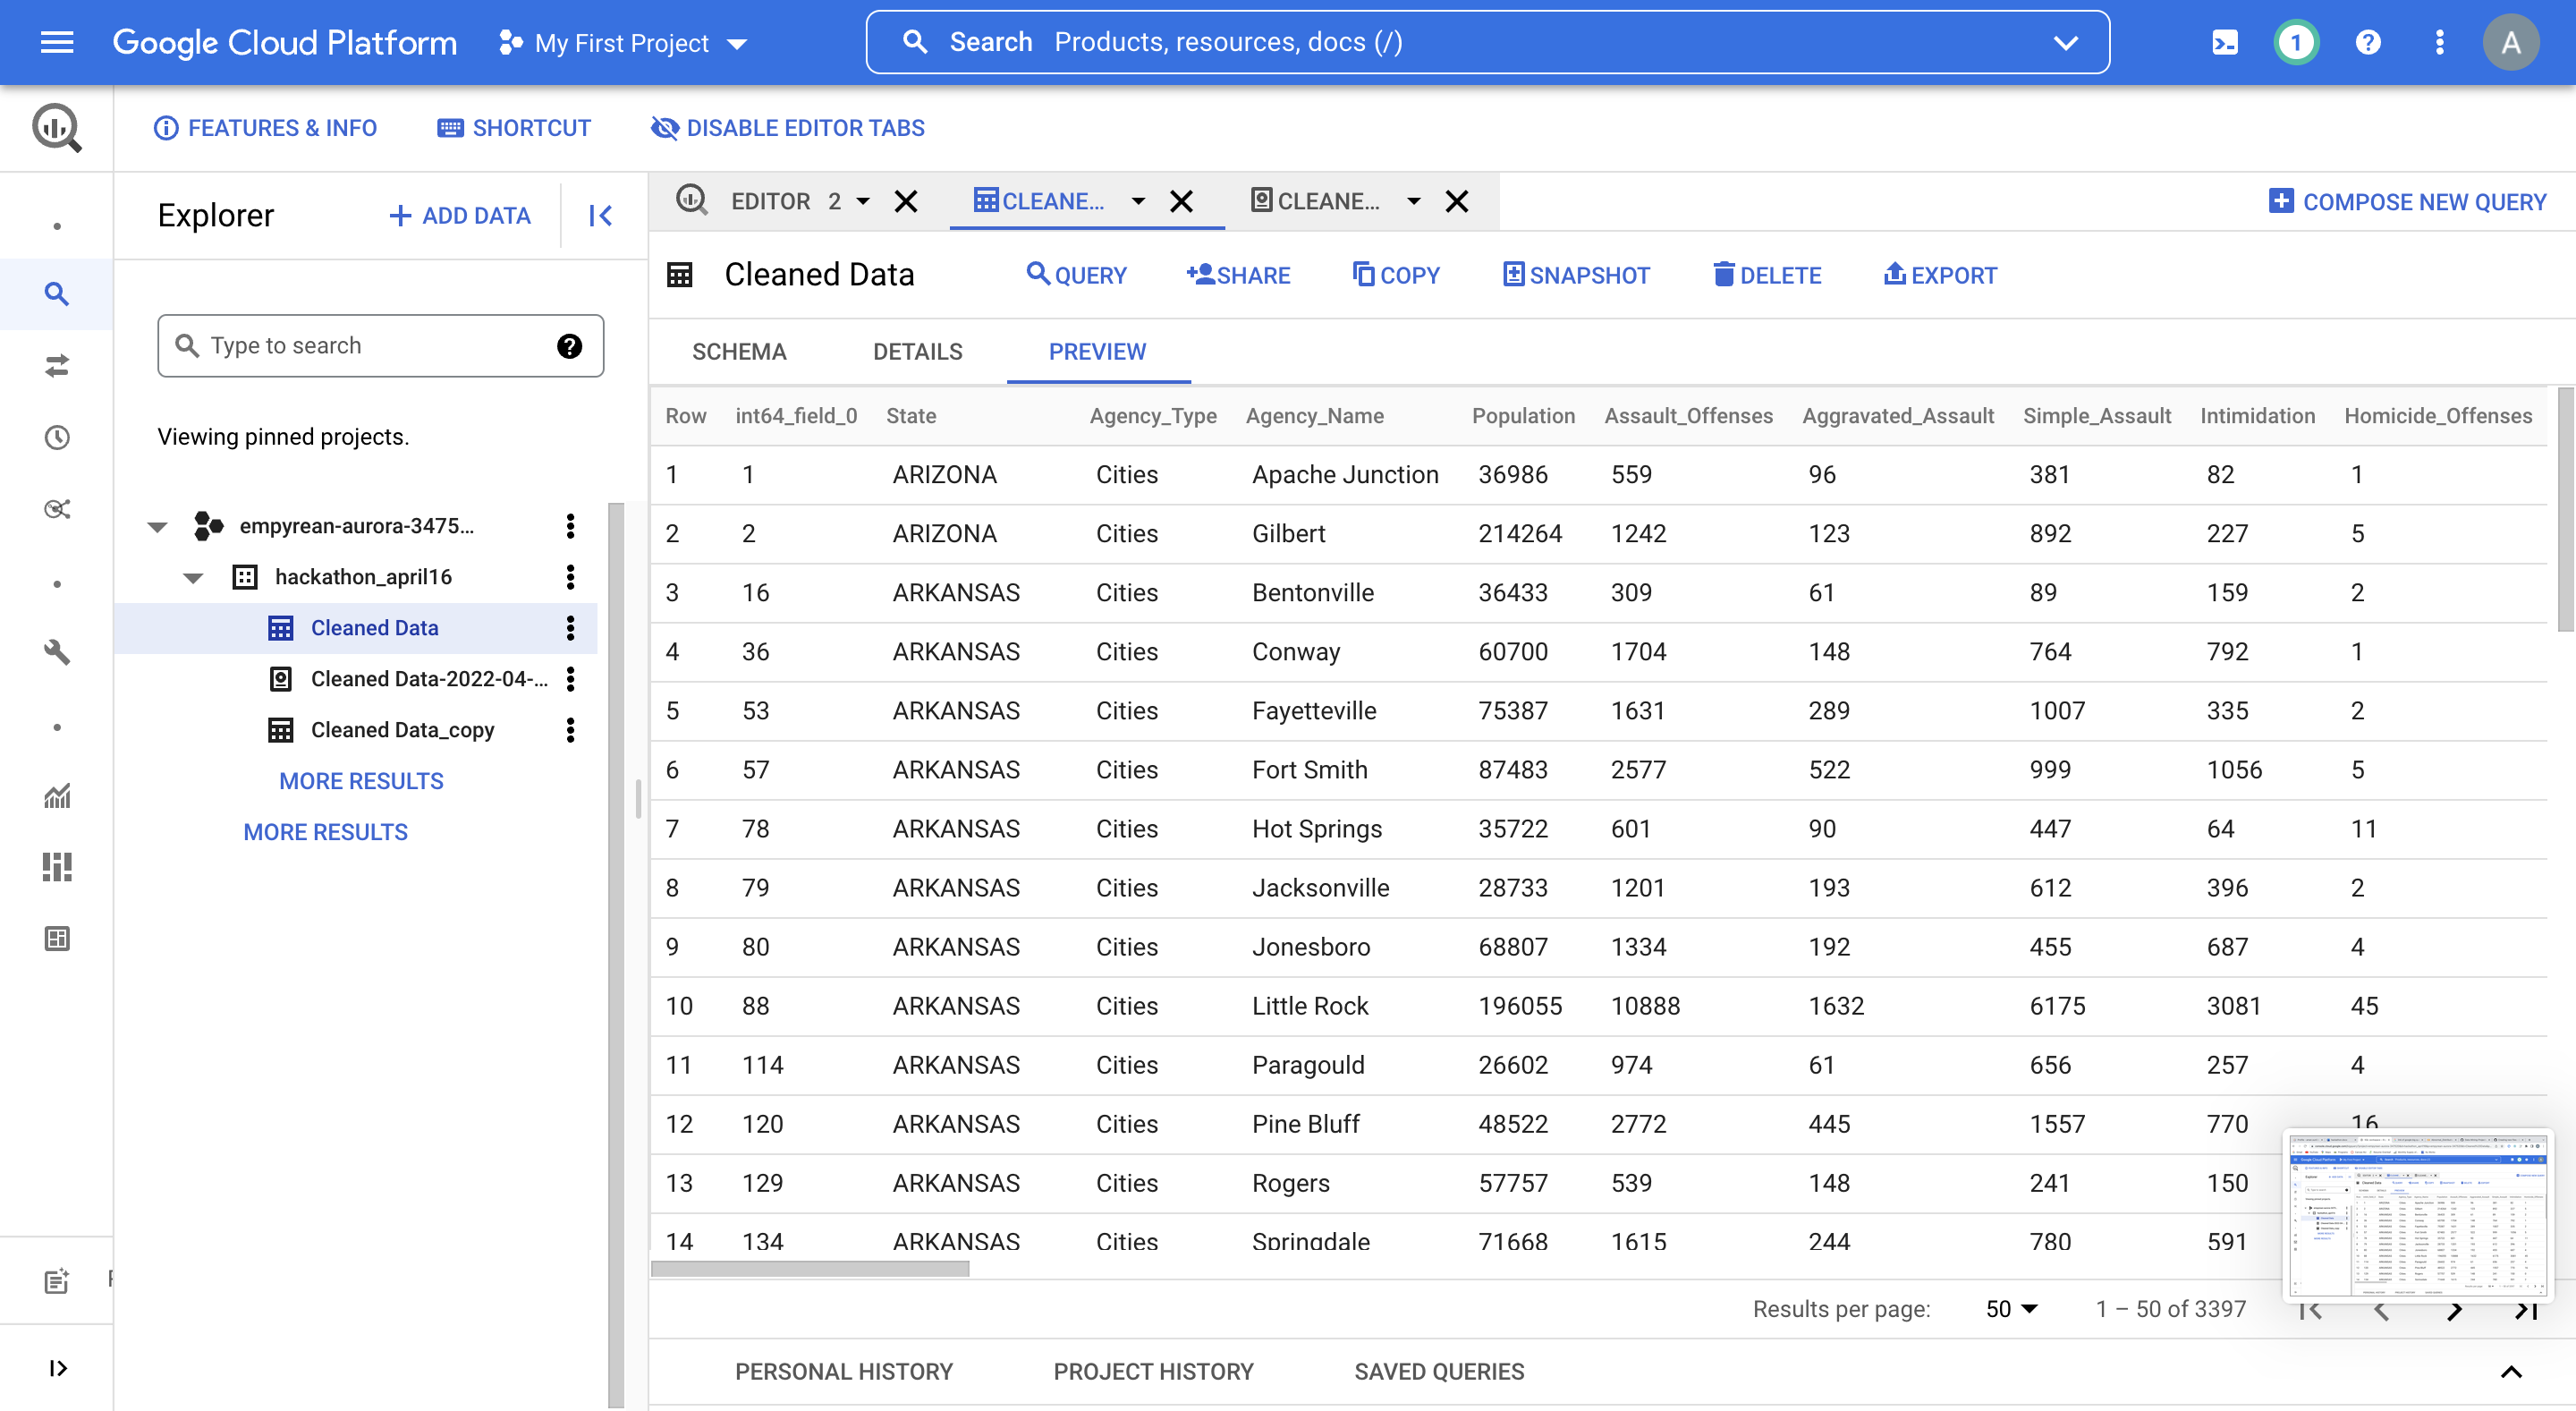 Google Cloud Platform My First Project Search Products, resources, docs (/) 1 A
FEATURES & INFO SHORTCUT DISABLE EDITOR TABS
Explorer ADD DATA
EDITOR 2 CLEANE... CLEANE... COMPOSE NEW QUERY
Cleaned Data QUERY SHARE COPY SNAPSHOT DELETE EXPORT
Type to search
SCHEMA DETAILS PREVIEW
Viewing pinned projects.
empyrean-aurora-3475...
hackathon_april16
Cleaned Data
Cleaned Data-2022-04-...
Cleaned Data_copy
MORE RESULTS
MORE RESULTS
Row int64_field_0 State Agency_Type Agency_Name Population Assault_Offenses Aggravated_Assault Simple_Assault Intimidation Homicide_Offenses
1 1 ARIZONA Cities Apache Junction 36986 559 96 381 82 1
2 2 ARIZONA Cities Gilbert 214264 1242 123 892 227 5
3 16 ARKANSAS Cities Bentonville 36433 309 61 89 159 2
4 36 ARKANSAS Cities Conway 60700 1704 148 764 792 1
5 53 ARKANSAS Cities Fayetteville 75387 1631 289 1007 335 2
6 57 ARKANSAS Cities Fort Smith 87483 2577 522 999 1056 5
7 78 ARKANSAS Cities Hot Springs 35722 601 90 447 64 11
8 79 ARKANSAS Cities Jacksonville 28733 1201 193 612 396 2
9 80 ARKANSAS Cities Jonesboro 68807 1334 192 455 687 4
10 88 ARKANSAS Cities Little Rock 196055 10888 1632 6175 3081 45
11 114 ARKANSAS Cities Paragould 26602 974 61 656 257 4
12 120 ARKANSAS Cities Pine Bluff 48522 2772 445 1557 770 16
13 129 ARKANSAS Cities Rogers 57757 539 148 241 150
14 134 ARKANSAS Cities Springdale 71668 1615 244 780 591
Results per page: 50 1 – 50 of 3397
PERSONAL HISTORY PROJECT HISTORY SAVED QUERIES